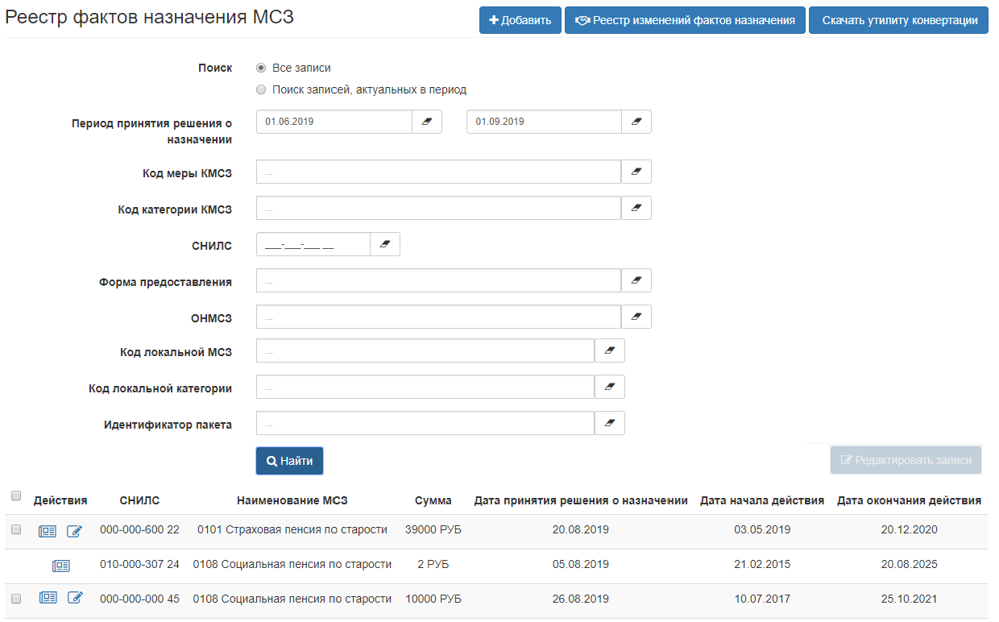 Реестр фактов назначения МСЗ
Добавить
Реестр изменений фактов назначения
Скачать утилиту конвертации
Поиск
Все записи
Поиск записей, актуальных в период
Период принятия решения о
назначении
01.06.2019
01.09.2019
Код меры КМСЗ
...
Код категории КМСЗ
...
СНИЛС
___-___-___ __
Форма предоставления
...
ОНМСЗ
...
Код локальной МСЗ
...
Код локальной категории
...
Идентификатор пакета
...
Найти
Редактировать записи
Действия СНИЛС Наименование МСЗ Сумма Дата принятия решения о назначении Дата начала действия Дата окончания действия
000-000-600 22 0101 Страховая пенсия по старости 39000 РУБ 20.08.2019 03.05.2019 20.12.2020
010-000-307 24 0108 Социальная пенсия по старости 2 РУБ 05.08.2019 21.02.2015 20.08.2025
000-000-000 45 0108 Социальная пенсия по старости 10000 РУБ 26.08.2019 10.07.2017 25.10.2021